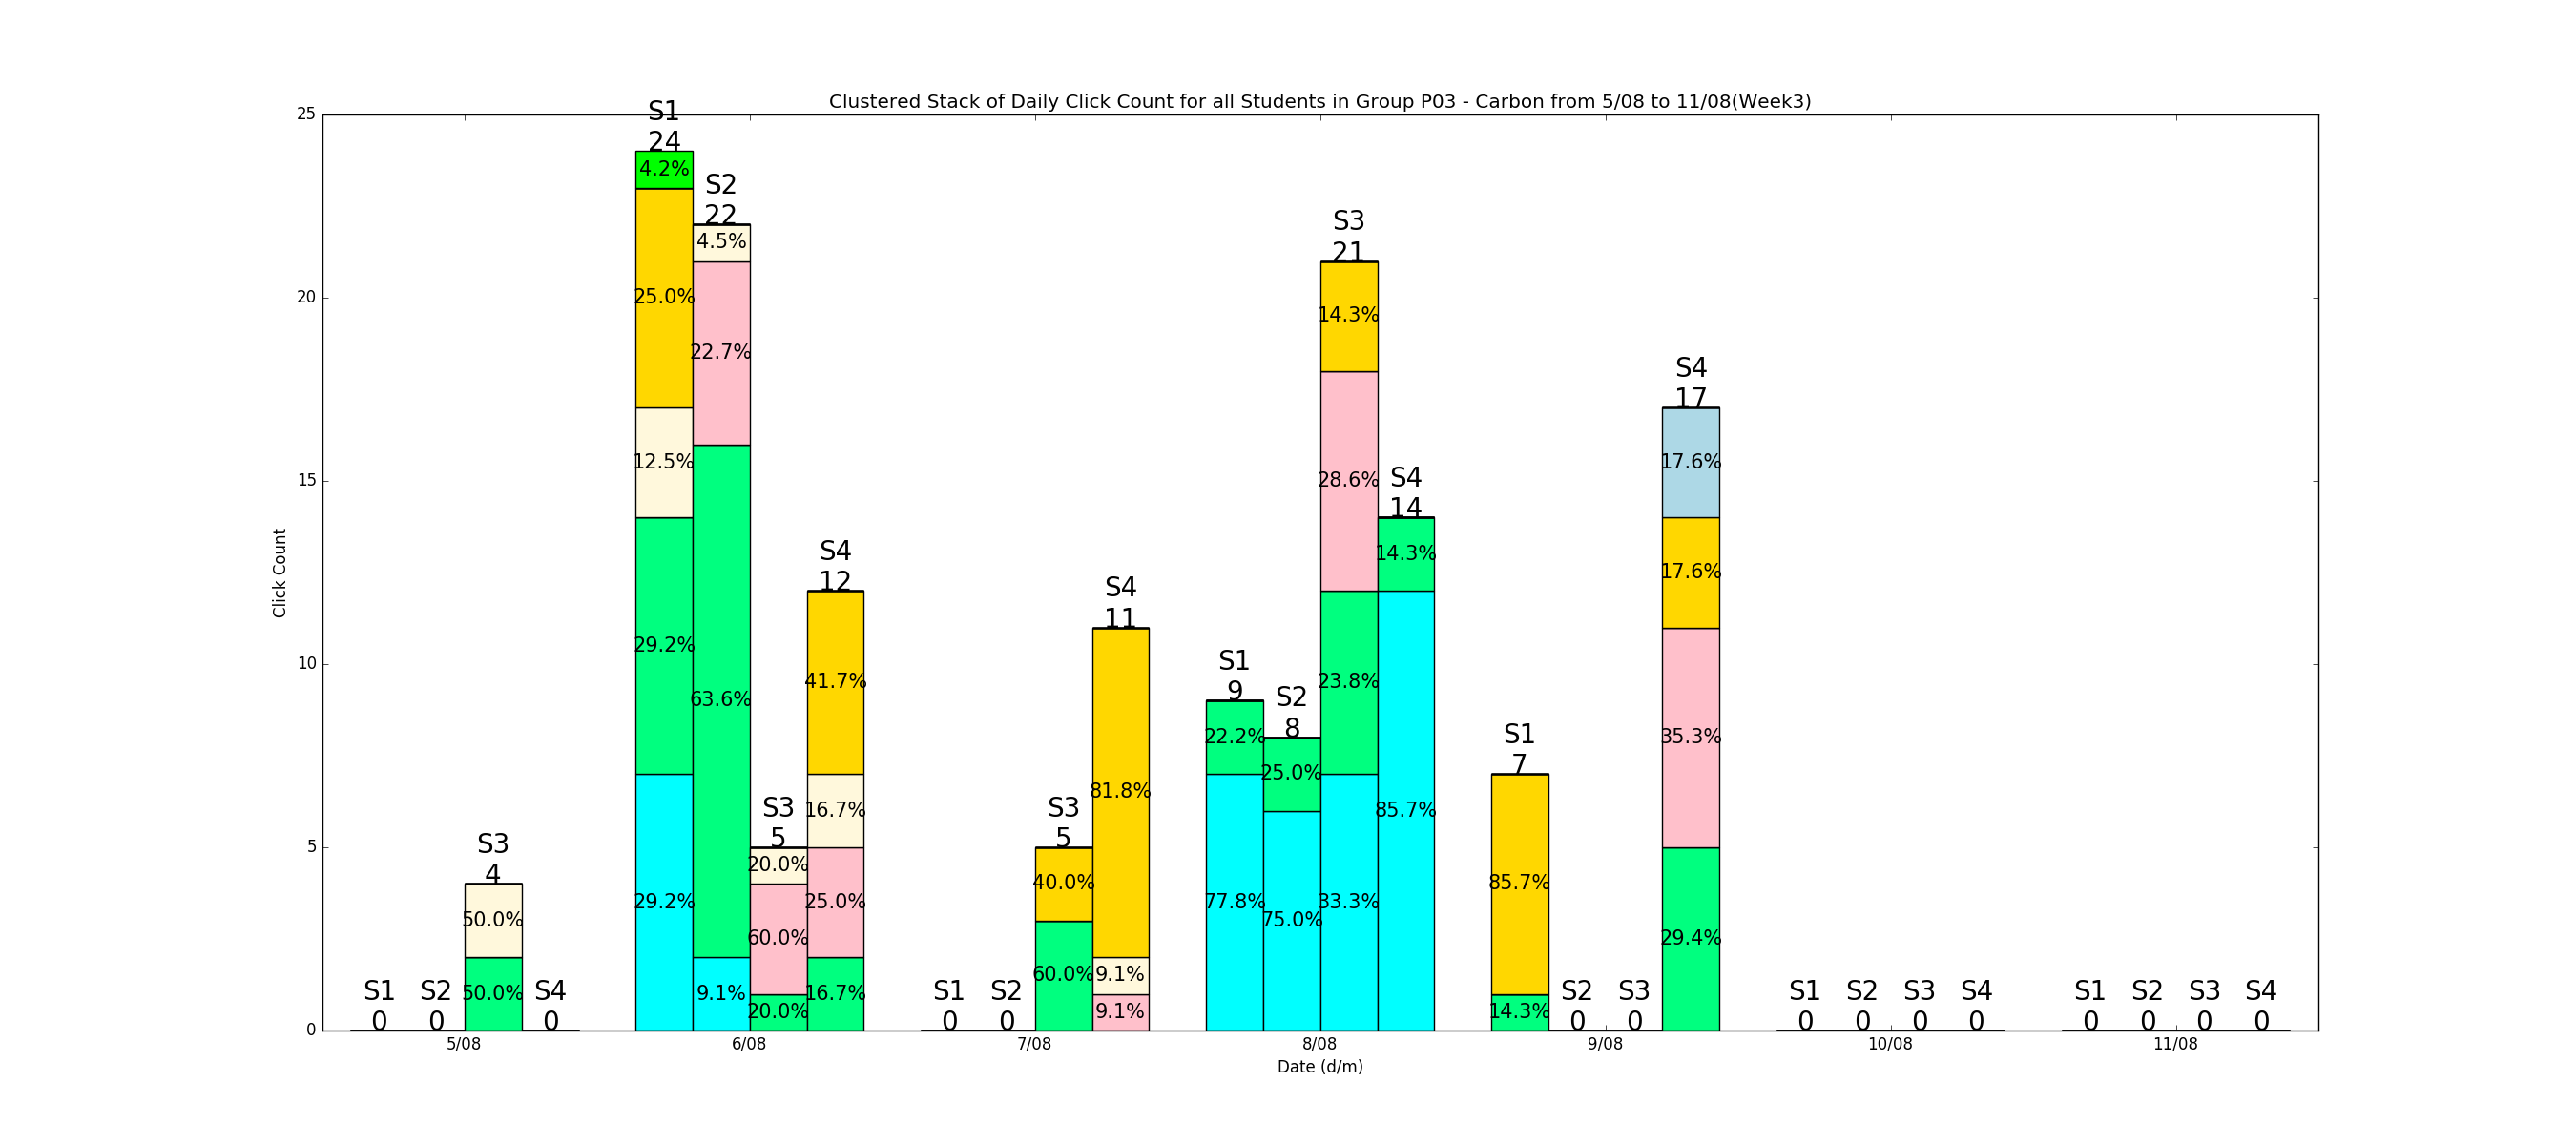 Clustered Stack of Daily Click Count for all Students in Group P03 - Carbon from 5/08 to 11/08(Week3)
Click Count
25
20
15
10
5
0
S1
0
S2
0
S3
4
50.0%
50.0%
S4
0
S1
24
4.2%
25.0%
12.5%
29.2%
29.2%
S2
22
4.5%
22.7%
63.6%
9.1%
S3
5
20.0%
60.0%
20.0%
S4
12
41.7%
16.7%
25.0%
16.7%
S1
0
S2
0
S3
5
40.0%
60.0%
S4
11
81.8%
9.1%
9.1%
S1
9
22.2%
77.8%
S2
8
25.0%
75.0%
S3
21
14.3%
28.6%
23.8%
33.3%
S4
14
14.3%
85.7%
S1
7
85.7%
14.3%
S2
0
S3
0
S4
17
17.6%
17.6%
35.3%
29.4%
S1
0
S2
0
S3
0
S4
0
S1
0
S2
0
S3
0
S4
0
5/08
6/08
7/08
8/08
9/08
10/08
11/08
Date (d/m)